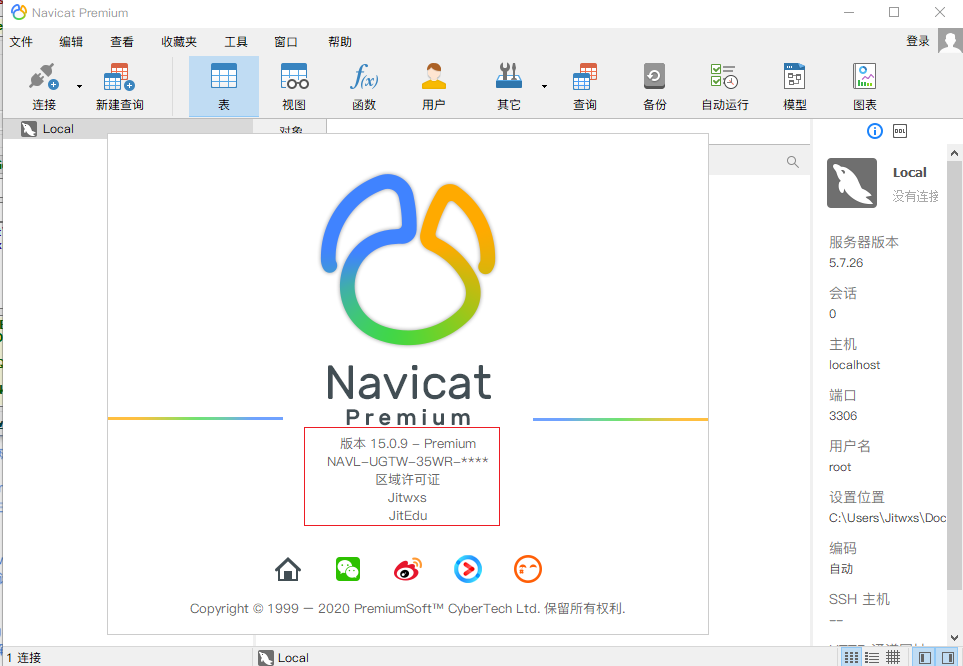 Navicat Premium
文件 编辑 查看 收藏夹 工具 窗口 帮助 登录
连接 新建查询 表 视图 函数 用户 其它 查询 备份 自动运行 模型 图表
f(x)
Local 对象
DDL
Local
没有连接
服务器版本
5.7.26
会话
0
主机
localhost
端口
3306
用户名
root
设置位置
C:\Users\Jitwxs\Doc
编码
自动
SSH 主机
--
Navicat
Premium
版本 15.0.9 - Premium
NAVL-UGTW-35WR-****
区域许可证
Jitwxs
JitEdu
Copyright © 1999 - 2020 PremiumSoft™ CyberTech Ltd. 保留所有权利.
1 连接 Local